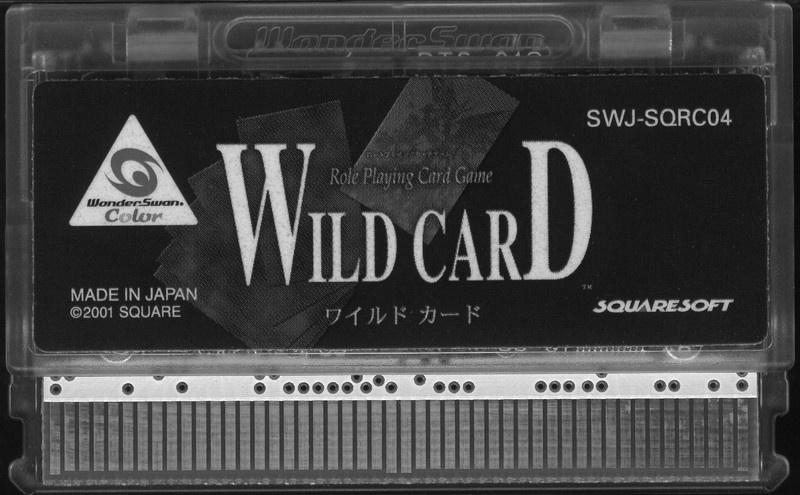 WonderSwan
SWJ-SQRC04
Role Playing Card Game
WonderSwan
Color
WILD CARD
TM
MADE IN JAPAN
©2001 SQUARE
ワイルド カード
SQUARESOFT